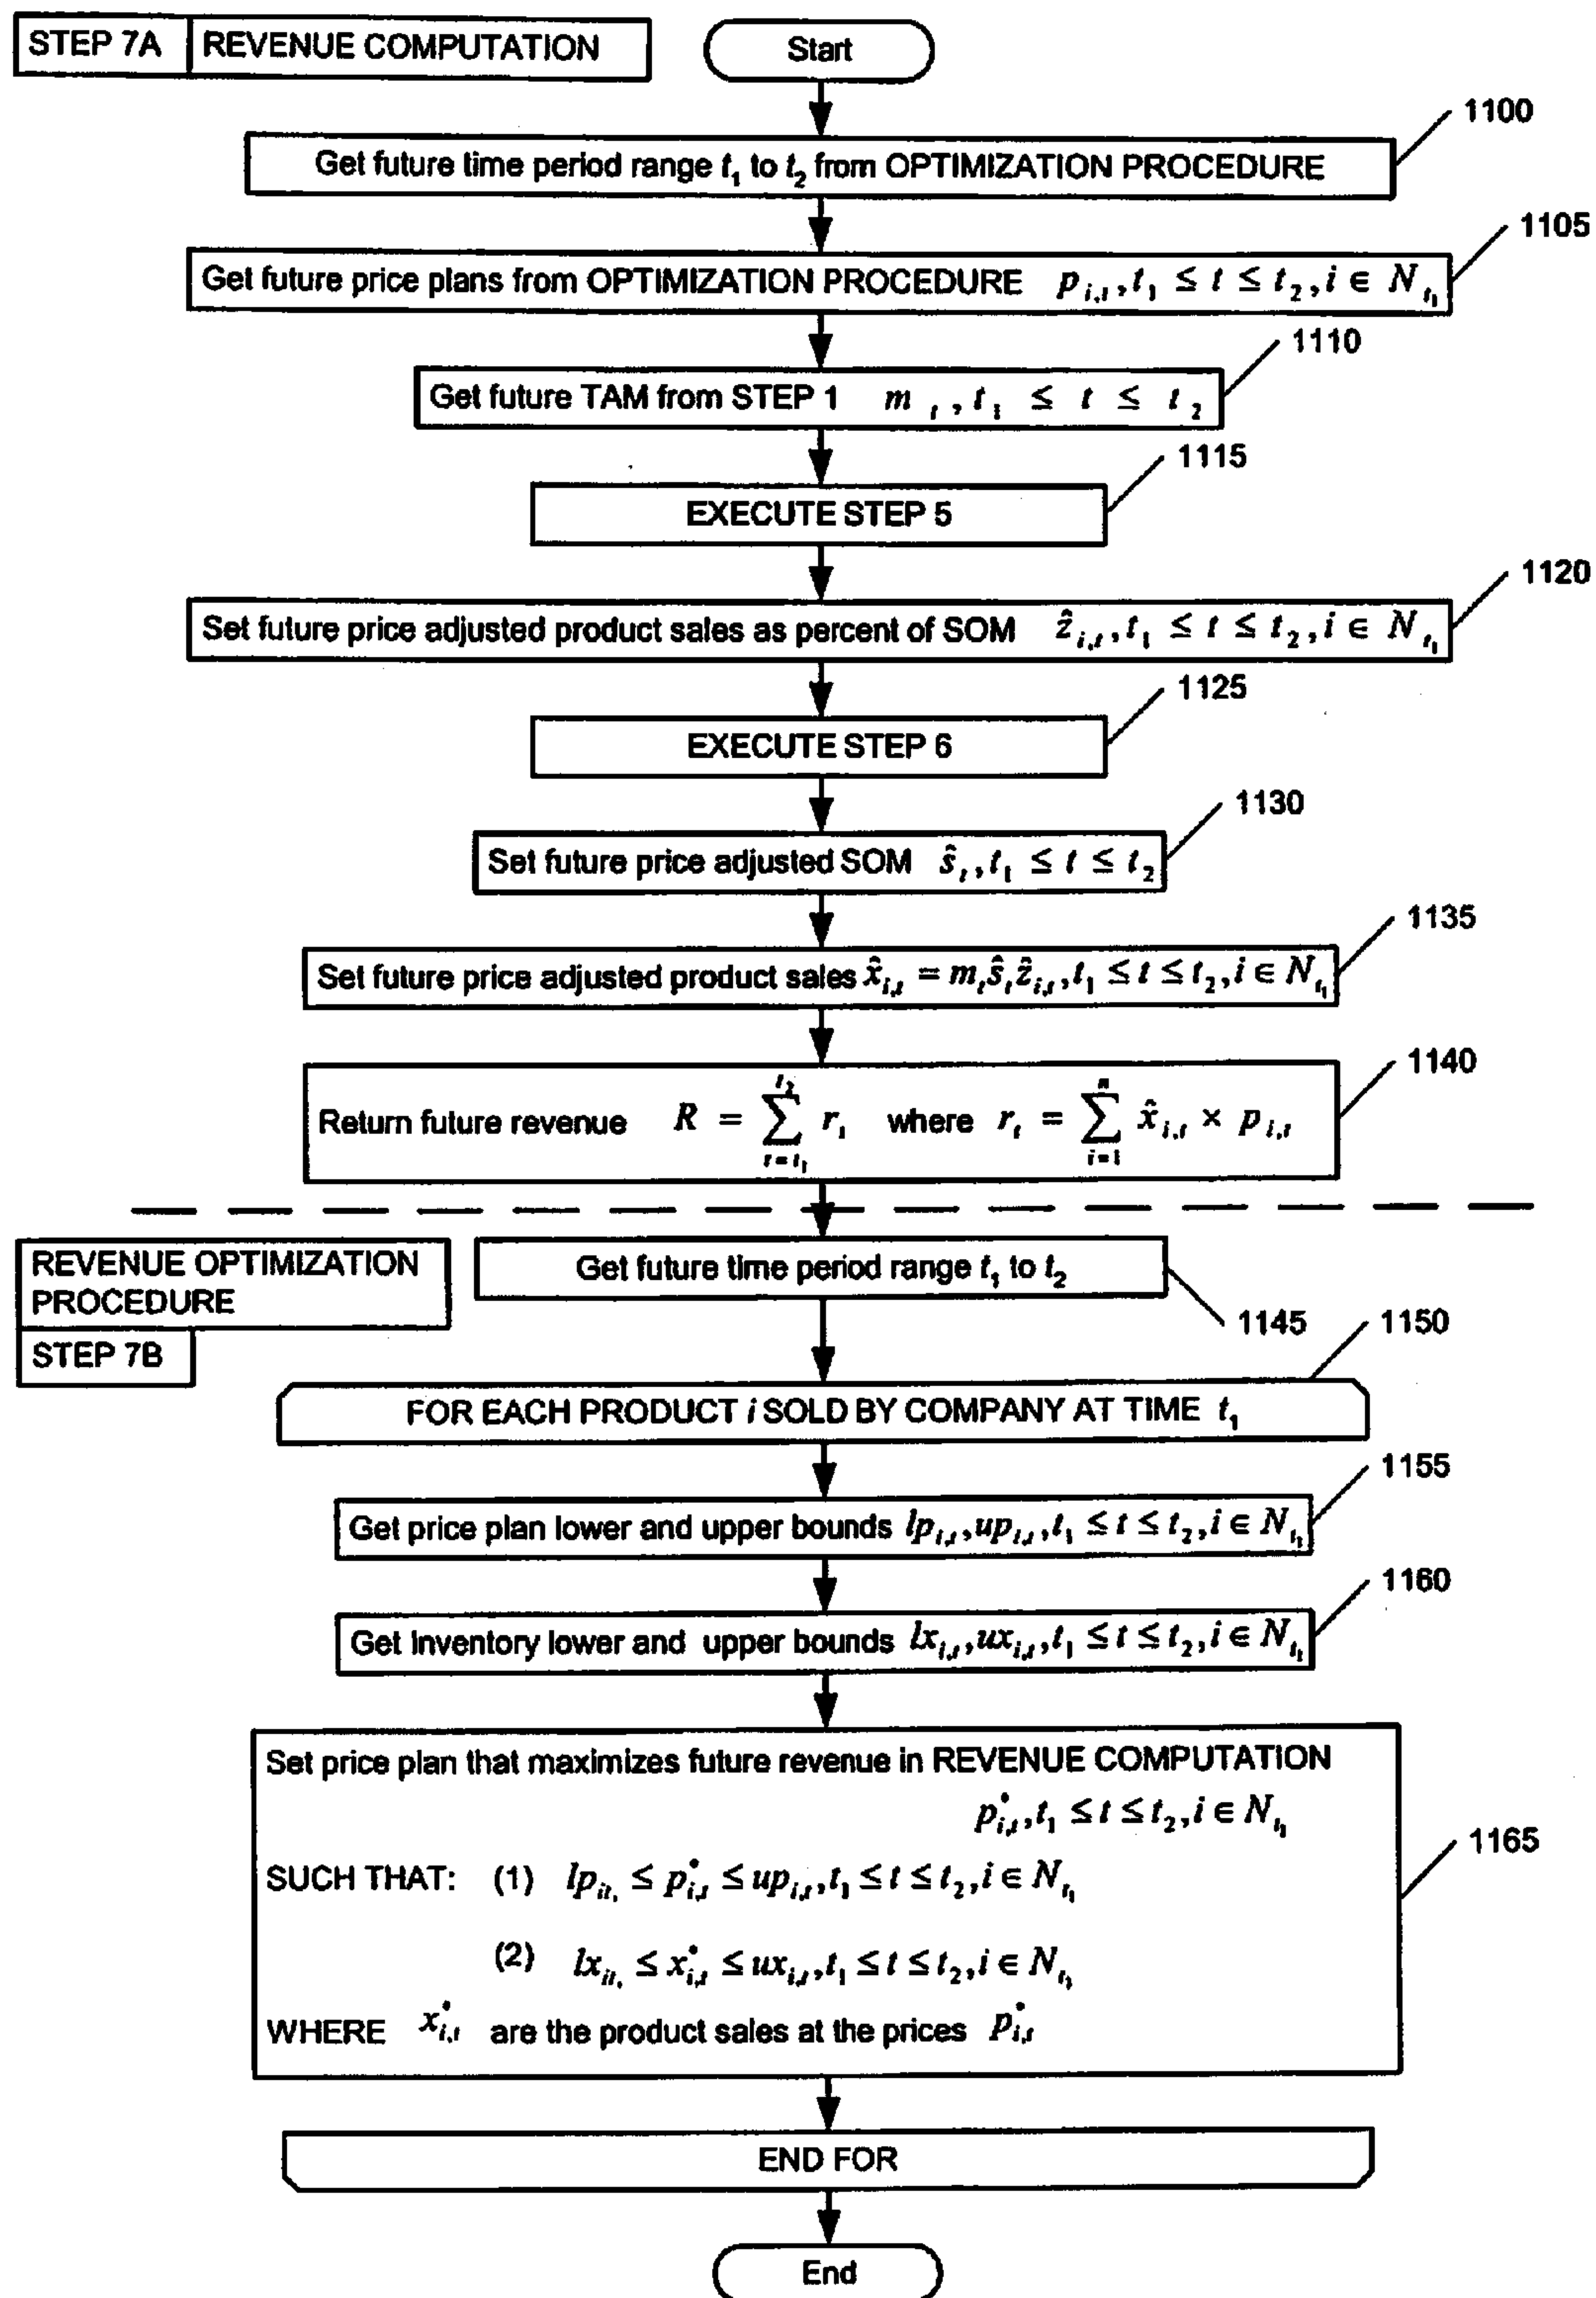 STEP 7A REVENUE COMPUTATION
Start
1100
Get future time period range t₁ to t₂ from OPTIMIZATION PROCEDURE
1105
Get future price plans from OPTIMIZATION PROCEDURE p_{i,t}, t₁ ≤ t ≤ t₂, i ∈ N_{t₁}
1110
Get future TAM from STEP 1 m_t, t₁ ≤ t ≤ t₂
1115
EXECUTE STEP 5
1120
Set future price adjusted product sales as percent of SOM ẑ_{i,t}, t₁ ≤ t ≤ t₂, i ∈ N_{t₁}
1125
EXECUTE STEP 6
1130
Set future price adjusted SOM ŝ_t, t₁ ≤ t ≤ t₂
1135
Set future price adjusted product sales x̂_{i,t} = m_t ŝ_t ẑ_{i,t}, t₁ ≤ t ≤ t₂, i ∈ N_{t₁}
1140
Return future revenue R = ∑_{t=t₁}^{t₂} r_t where r_t = ∑_{i=1}^{n} x̂_{i,t} × p_{i,t}
REVENUE OPTIMIZATION
PROCEDURE
STEP 7B
Get future time period range t₁ to t₂
1145
1150
FOR EACH PRODUCT i SOLD BY COMPANY AT TIME t₁
1155
Get price plan lower and upper bounds lp_{i,t}, up_{i,t}, t₁ ≤ t ≤ t₂, i ∈ N_{t₁}
1160
Get Inventory lower and upper bounds lx_{i,t}, ux_{i,t}, t₁ ≤ t ≤ t₂, i ∈ N_{t₁}
Set price plan that maximizes future revenue in REVENUE COMPUTATION
p*_{i,t}, t₁ ≤ t ≤ t₂, i ∈ N_{t₁}
1165
SUCH THAT: (1) lp_{it,} ≤ p*_{i,t} ≤ up_{i,t}, t₁ ≤ t ≤ t₂, i ∈ N_{t₁}
(2) lx_{it,} ≤ x*_{i,t} ≤ ux_{i,t}, t₁ ≤ t ≤ t₂, i ∈ N_{t₁}
WHERE x*_{i,t} are the product sales at the prices p*_{i,t}
END FOR
End